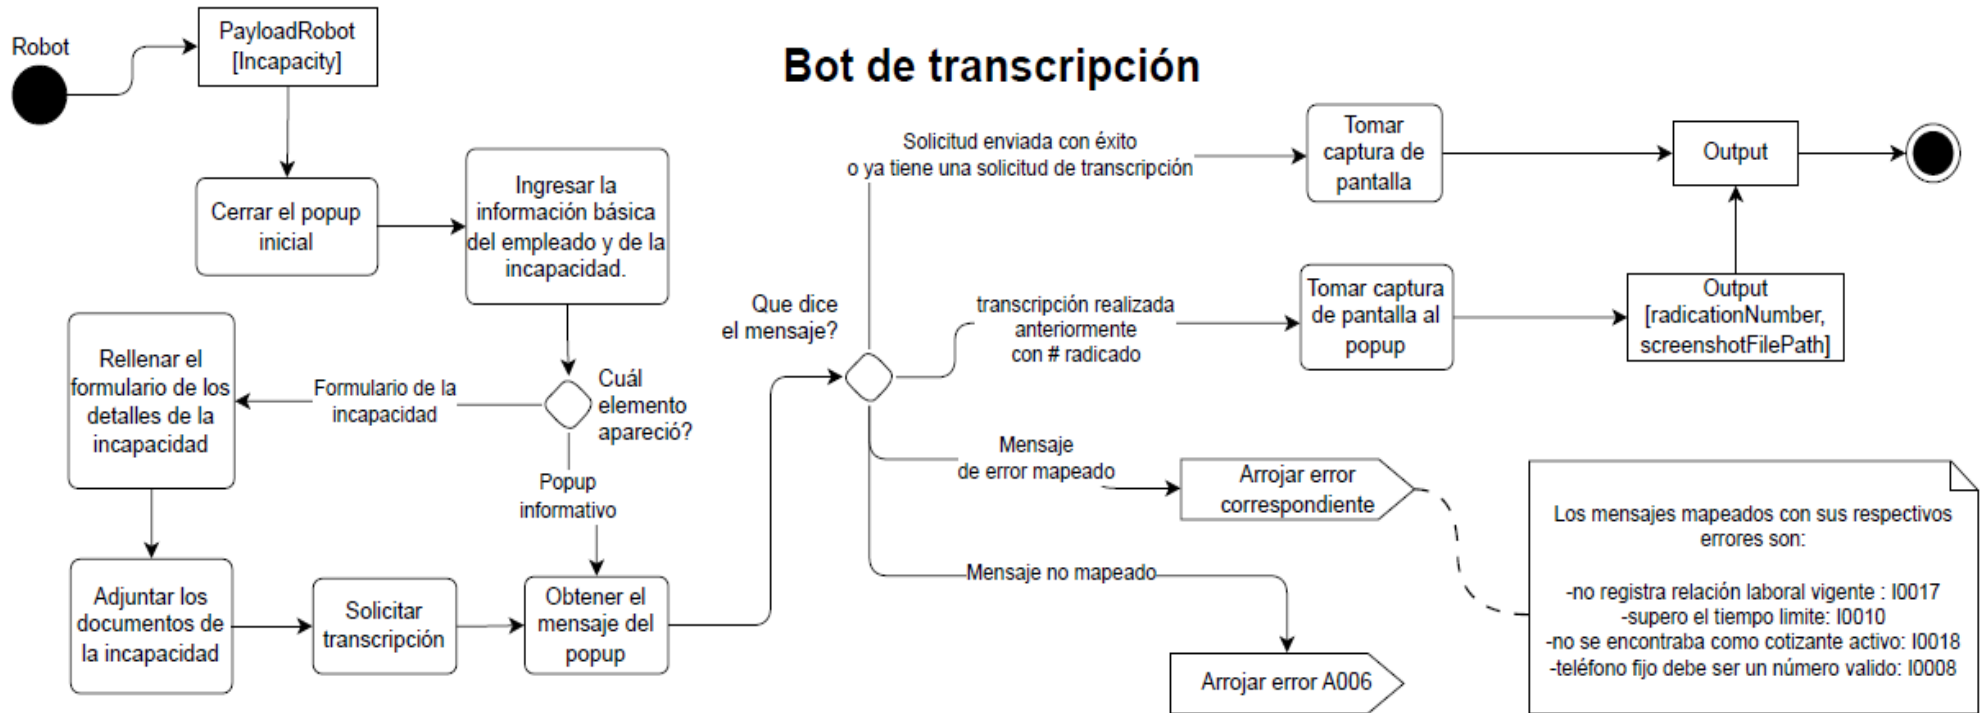 Bot de transcripción
Robot
PayloadRobot
[Incapacity]
Cerrar el popup
inicial
Ingresar la
información básica
del empleado y de la
incapacidad.
Cuál
elemento
apareció?
Formulario de la
incapacidad
Rellenar el
formulario de los
detalles de la
incapacidad
Adjuntar los
documentos de
la incapacidad
Solicitar
transcripción
Popup
informativo
Obtener el
mensaje del
popup
Que dice
el mensaje?
Solicitud enviada con éxito
o ya tiene una solicitud de transcripción
Tomar
captura de
pantalla
Output
transcripción realizada
anteriormente
con # radicado
Tomar captura
de pantalla al
popup
Output
[radicationNumber,
screenshotFilePath]
Mensaje
de error mapeado
Arrojar error
correspondiente
Mensaje no mapeado
Arrojar error A006
Los mensajes mapeados con sus respectivos
errores son:
-no registra relación laboral vigente : I0017
-supero el tiempo limite: I0010
-no se encontraba como cotizante activo: I0018
-teléfono fijo debe ser un número valido: I0008